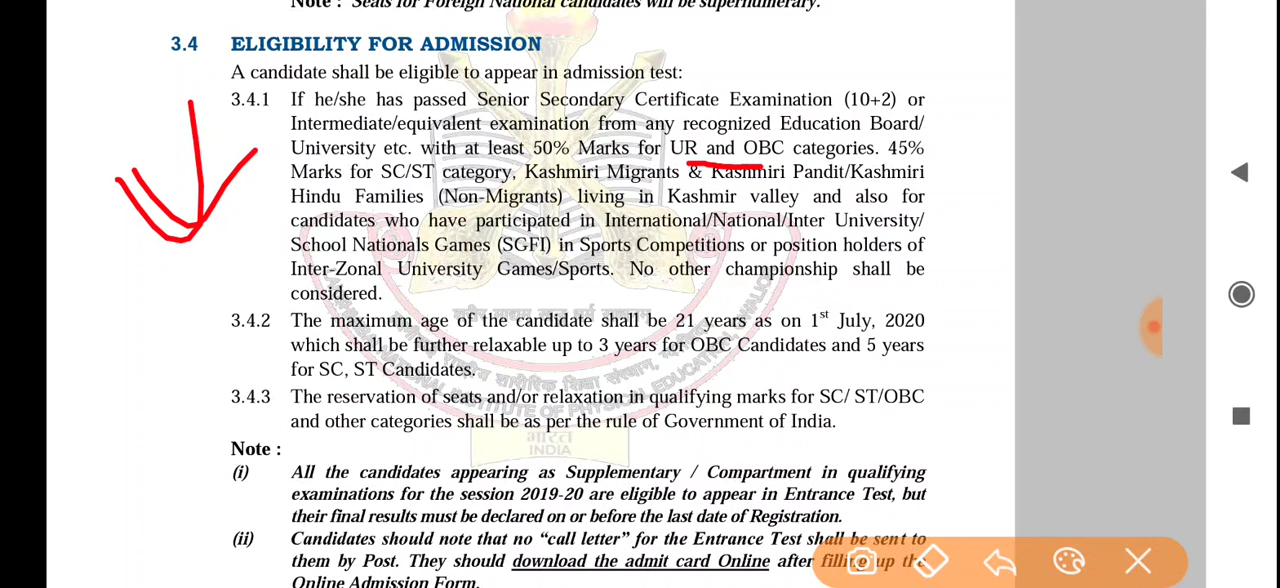 Note : Seats for Foreign National candidates will be supernumerary.
3.4 ELIGIBILITY FOR ADMISSION
A candidate shall be eligible to appear in admission test:
3.4.1 If he/she has passed Senior Secondary Certificate Examination (10+2) or
Intermediate/equivalent examination from any recognized Education Board/
University etc. with at least 50% Marks for UR and OBC categories. 45%
Marks for SC/ST category, Kashmiri Migrants & Kashmiri Pandit/Kashmiri
Hindu Families (Non-Migrants) living in Kashmir valley and also for
candidates who have participated in International/National/Inter University/
School Nationals Games (SGFI) in Sports Competitions or position holders of
Inter-Zonal University Games/Sports. No other championship shall be
considered.
3.4.2 The maximum age of the candidate shall be 21 years as on 1st July, 2020
which shall be further relaxable up to 3 years for OBC Candidates and 5 years
for SC, ST Candidates.
3.4.3 The reservation of seats and/or relaxation in qualifying marks for SC/ ST/OBC
and other categories shall be as per the rule of Government of India.
भारत
INDIA
Note :
(i) All the candidates appearing as Supplementary / Compartment in qualifying
examinations for the session 2019-20 are eligible to appear in Entrance Test, but
their final results must be declared on or before the last date of Registration.
(ii) Candidates should note that no “call letter” for the Entrance Test shall be sent to
them by Post. They should download the admit card Online after filling up the
Online Admission Form.